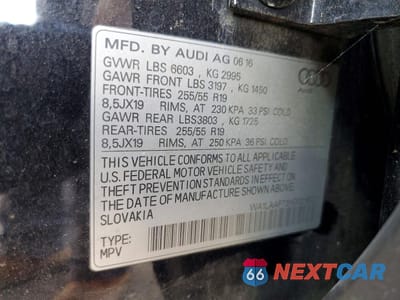 MFD. BY AUDI AG 06 16
GVWR LBS 6603 , KG 2995
GAWR FRONT LBS 3197 , KG 1450
FRONT-TIRES 255/55 R19
8,5JX19 RIMS, AT 230 KPA 33 PSI COLD
GAWR REAR LBS3803 , KG 1725
REAR-TIRES 255/55 R19
8,5JX19 RIMS, AT 250 KPA 36 PSI COLD
THIS VEHICLE CONFORMS TO ALL APPLICABLE
U.S. FEDERAL MOTOR VEHICLE SAFETY AND
THEFT PREVENTION STANDARDS IN EFFECT ON
THE DATE OF MANUFACTURE SHOWN ABOVE.
SLOVAKIA
TYPE:
MPV
Audi
66 NEXTCAR